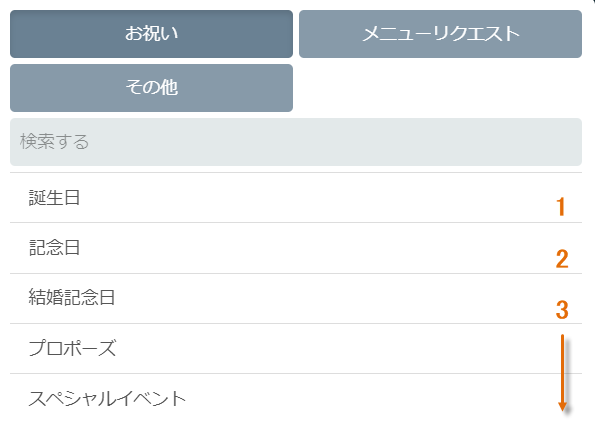 お祝い
メニューリクエスト
その他
検索する
誕生日
1
記念日
2
結婚記念日
3
プロポーズ
スペシャルイベント